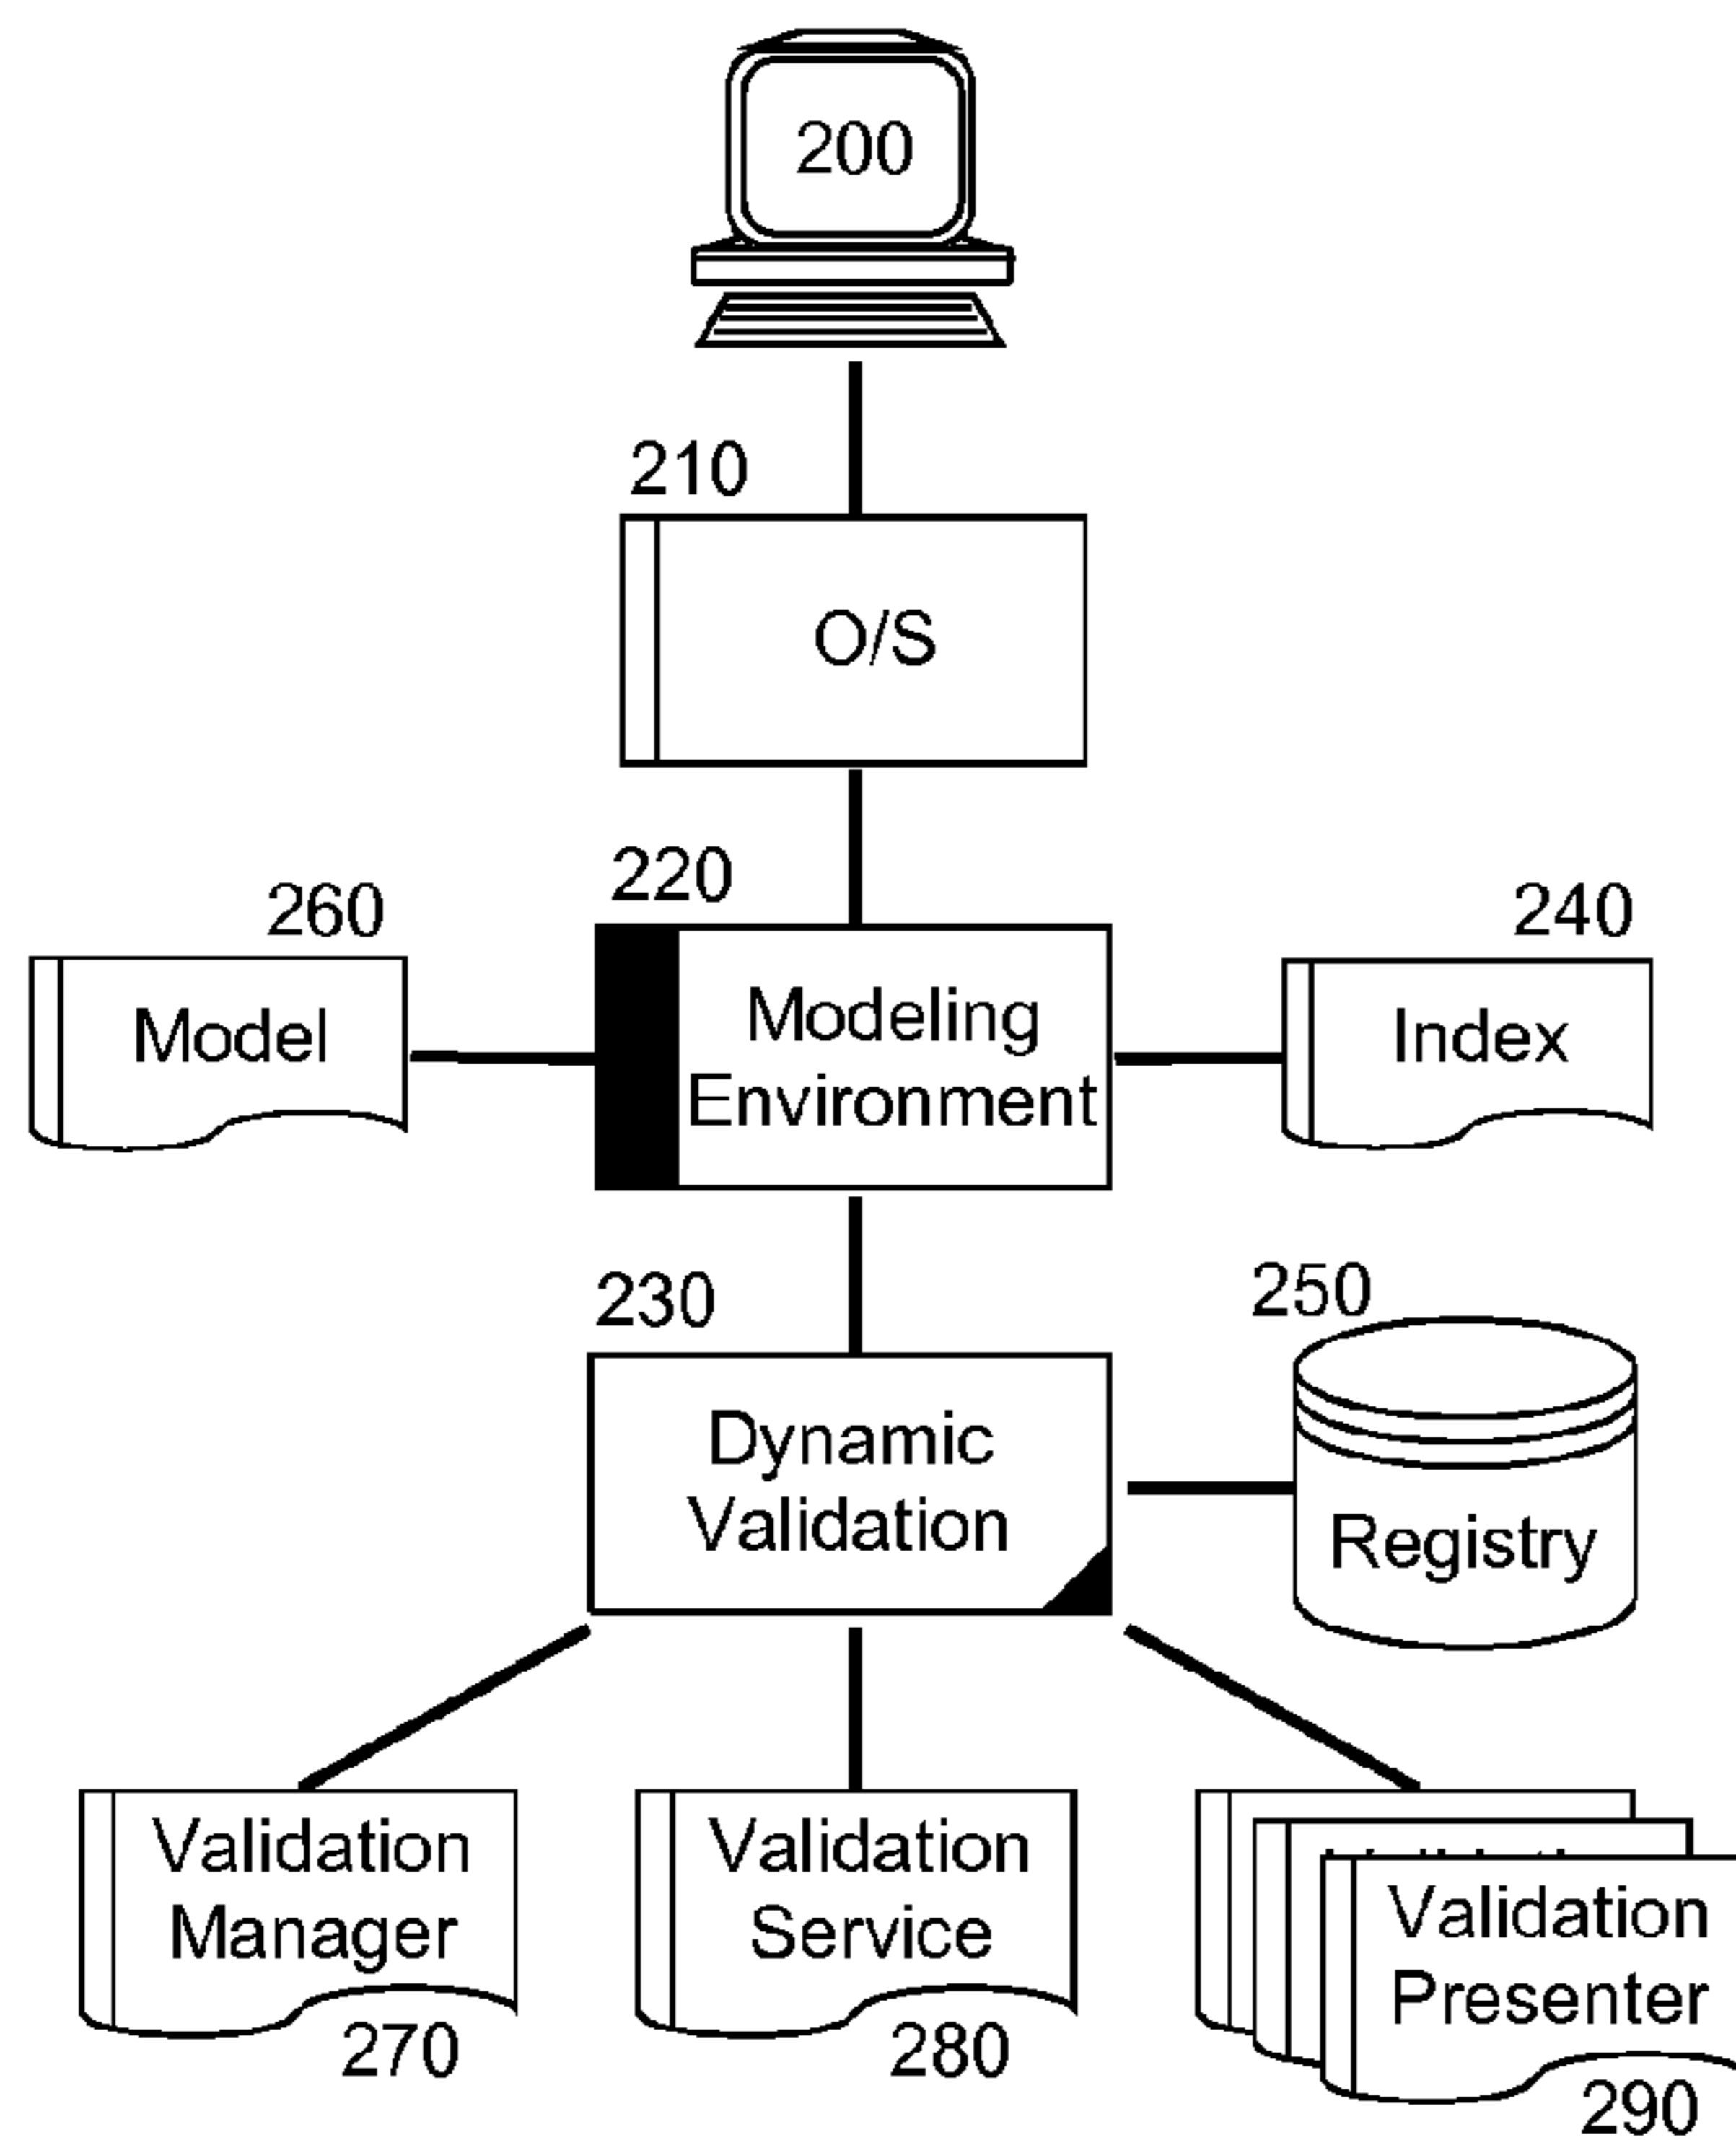 200
210
O/S
220
260
240
Model
Modeling
Environment
Index
230
250
Dynamic
Validation
Registry
Validation
Manager
270
Validation
Service
280
Validation
Presenter
290